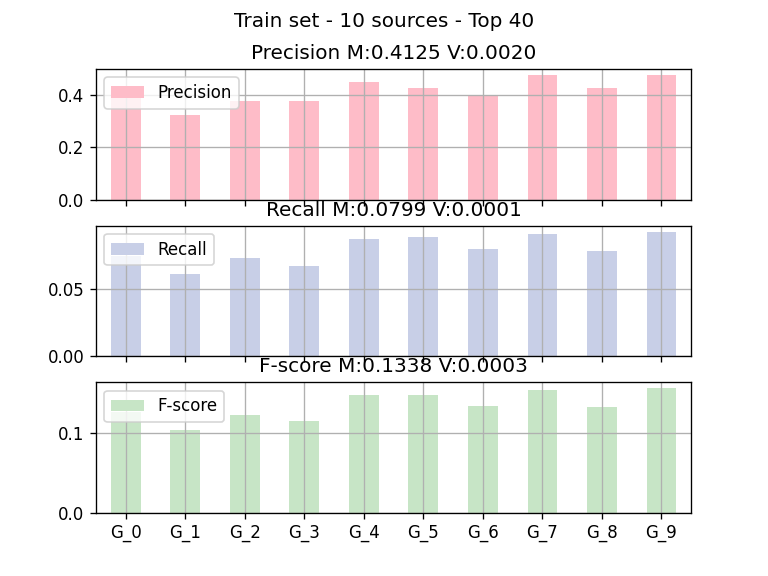 Train set - 10 sources - Top 40
Precision M:0.4125 V:0.0020
Precision
0.4
0.2
0.0
Recall M:0.0799 V:0.0001
Recall
0.05
0.00
F-score M:0.1338 V:0.0003
F-score
0.1
0.0
G_0 G_1 G_2 G_3 G_4 G_5 G_6 G_7 G_8 G_9